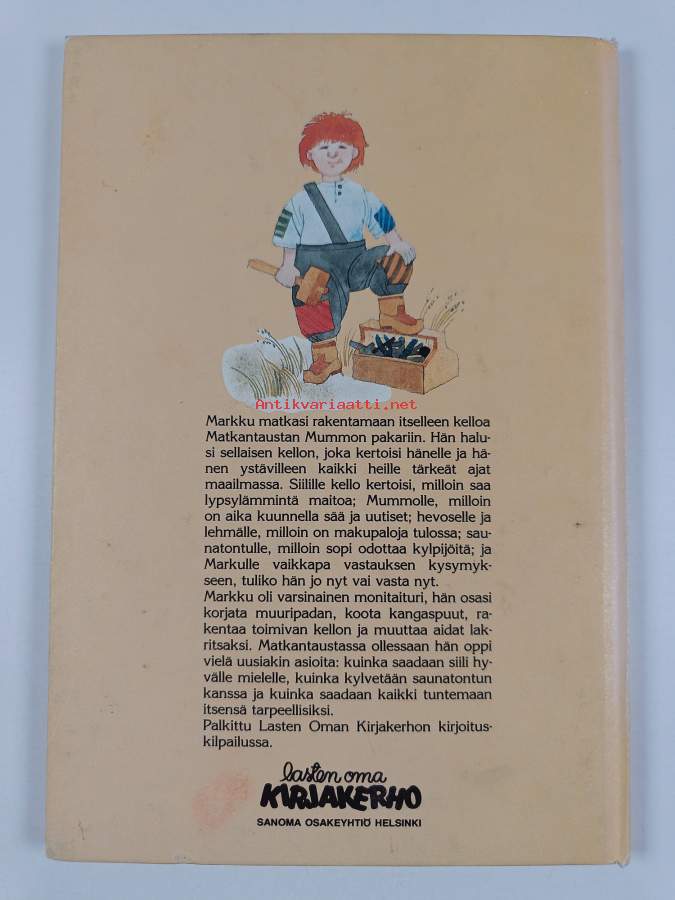 Antikvariaatti.net
Markku matkasi rakentamaan itselleen kelloa
Matkantaustan Mummon pakariin. Hän halu-
si sellaisen kellon, joka kertoisi hänelle ja hä-
nen ystävilleen kaikki heille tärkeät ajat
maailmassa. Siilille kello kertoisi, milloin saa
lypsylämmintä maitoa; Mummolle, milloin
on aika kuunnella sää ja uutiset; hevoselle ja
lehmälle, milloin on makupaloja tulossa; sau-
natontulle, milloin sopi odottaa kylpijöitä; ja
Markulle vaikkapa vastauksen kysymyk-
seen, tuliko hän jo nyt vai vasta nyt.
Markku oli varsinainen monitaituri, hän osasi
korjata muuripadan, koota kangaspuut, ra-
kentaa toimivan kellon ja muuttaa aidat lak-
ritsaksi. Matkantaustassa ollessaan hän oppi
vielä uusiakin asioita: kuinka saadaan siili hy-
välle mielelle, kuinka kylvetään saunatontun
kanssa ja kuinka saadaan kaikki tuntemaan
itsensä tarpeellisiksi.
Palkittu Lasten Oman Kirjakerhon kirjoitus-
kilpailussa.
lasten oma
KIRJAKERHO
SANOMA OSAKEYHTIÖ HELSINKI